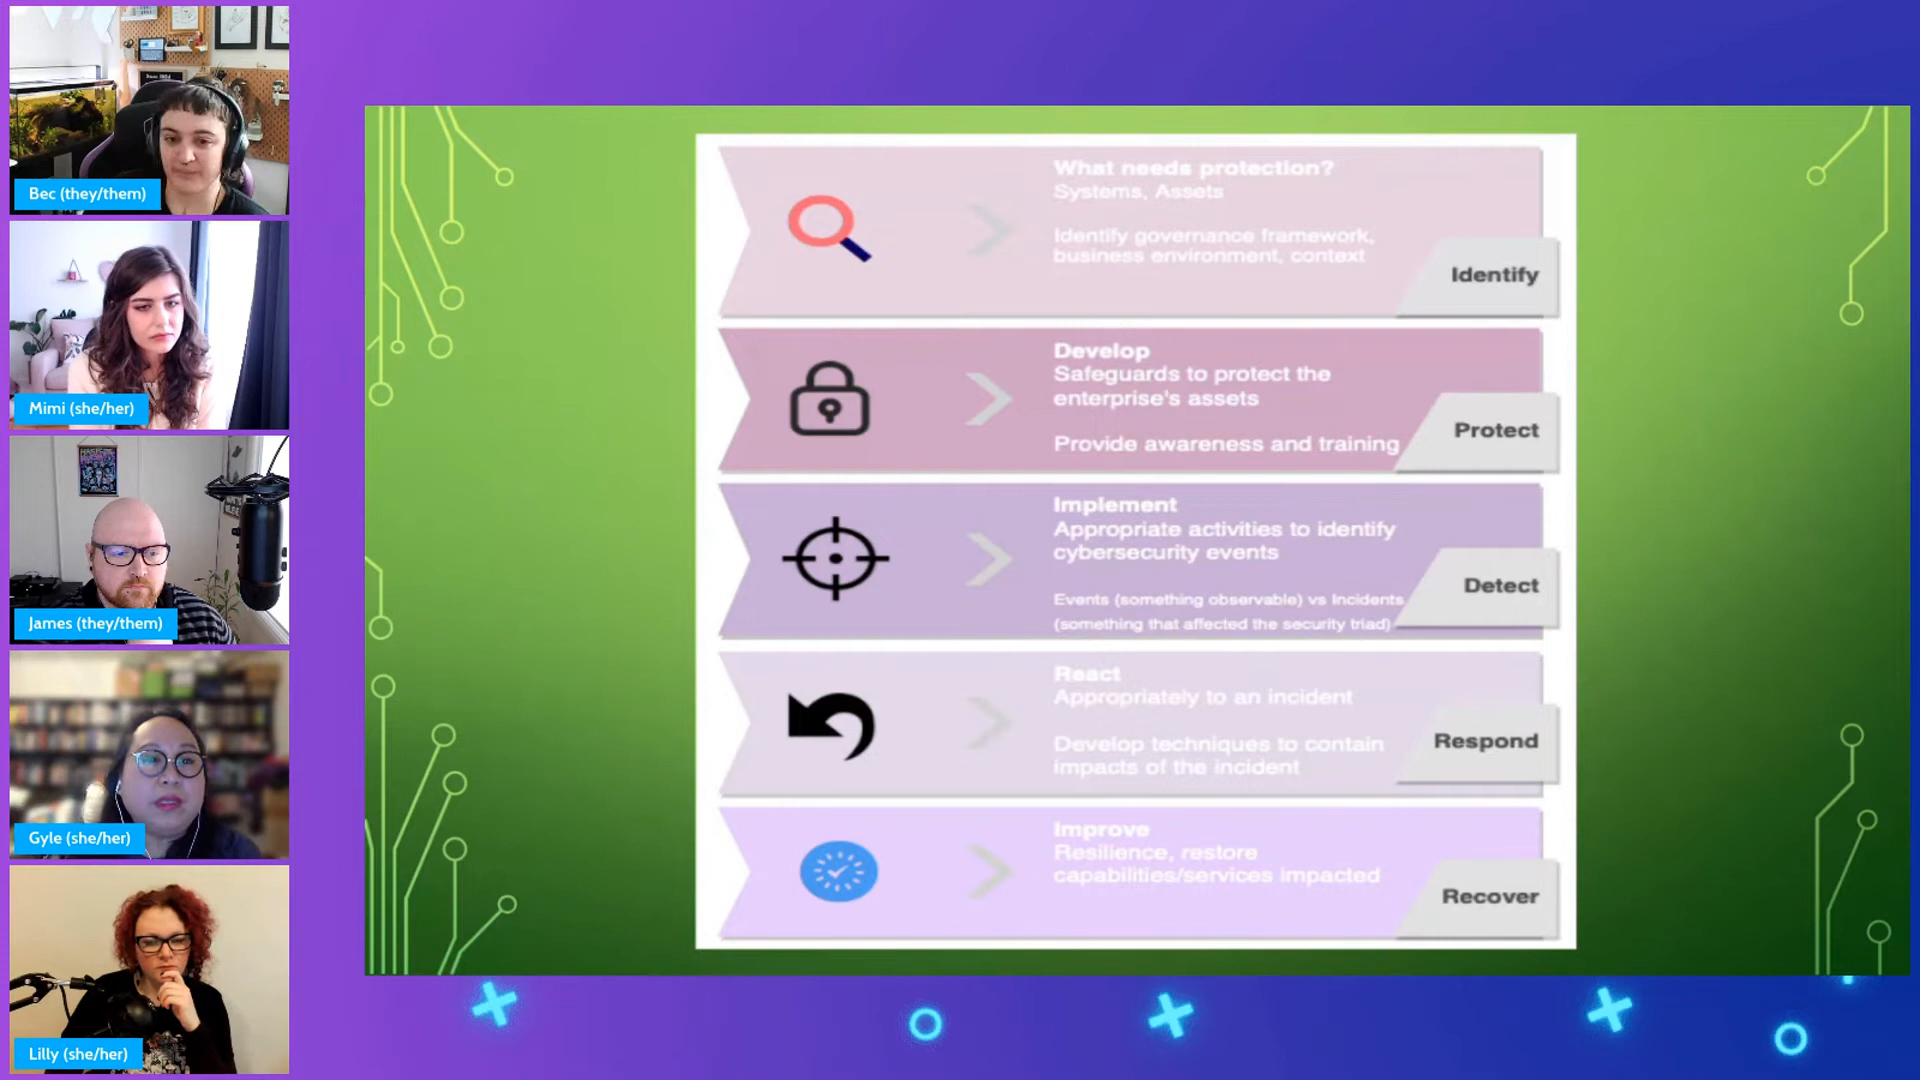 Bec (they/them)
Mimi (she/her)
James (they/them)
Gyle (she/her)
Lilly (she/her)
What needs protection?
Systems, Assets
Identify governance framework,
business environment, context
Identify
Develop
Safeguards to protect the
enterprise's assets
Provide awareness and training
Protect
Implement
Appropriate activities to identify
cybersecurity events
Events (something observable) vs Incidents
(something that affected the security triad)
Detect
React
Appropriately to an incident
Develop techniques to contain
impacts of the incident
Respond
Improve
Resilience, restore
capabilities/services impacted
Recover